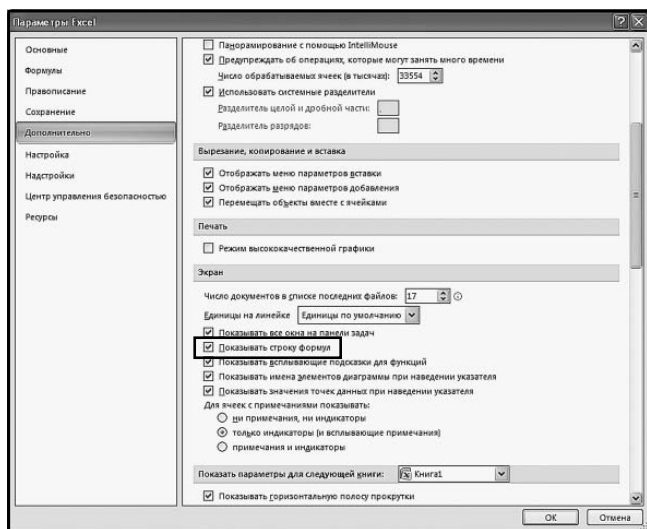 Параметры Excel
Основные
Формулы
Правописание
Сохранение
Дополнительно
Настройка
Надстройки
Центр управления безопасностью
Ресурсы
Панорамирование с помощью IntelliMouse
Предупреждать об операциях, которые могут занять много времени
Число обрабатываемых ячеек (в тысячах): 33554
Использовать системные разделители
Разделитель целой и дробной части:
Разделитель разрядов:
Вырезание, копирование и вставка
Отображать меню параметров вставки
Отображать меню параметров добавления
Перемещать объекты вместе с ячейками
Печать
Режим высококачественной графики
Экран
Число документов в списке последних файлов: 17
Единицы на линейке Единицы по умолчанию
Показывать все окна на панели задач
Показывать строку формул
Показывать всплывающие подсказки для функций
Показывать имена элементов диаграммы при наведении указателя
Показывать значения точек данных при наведении указателя
Для ячеек с примечаниями показывать:
ни примечания, ни индикаторы
только индикаторы (и всплывающие примечания)
примечания и индикаторы
Показать параметры для следующей книги: Книга1
Показывать горизонтальную полосу прокрутки
ОК Отмена